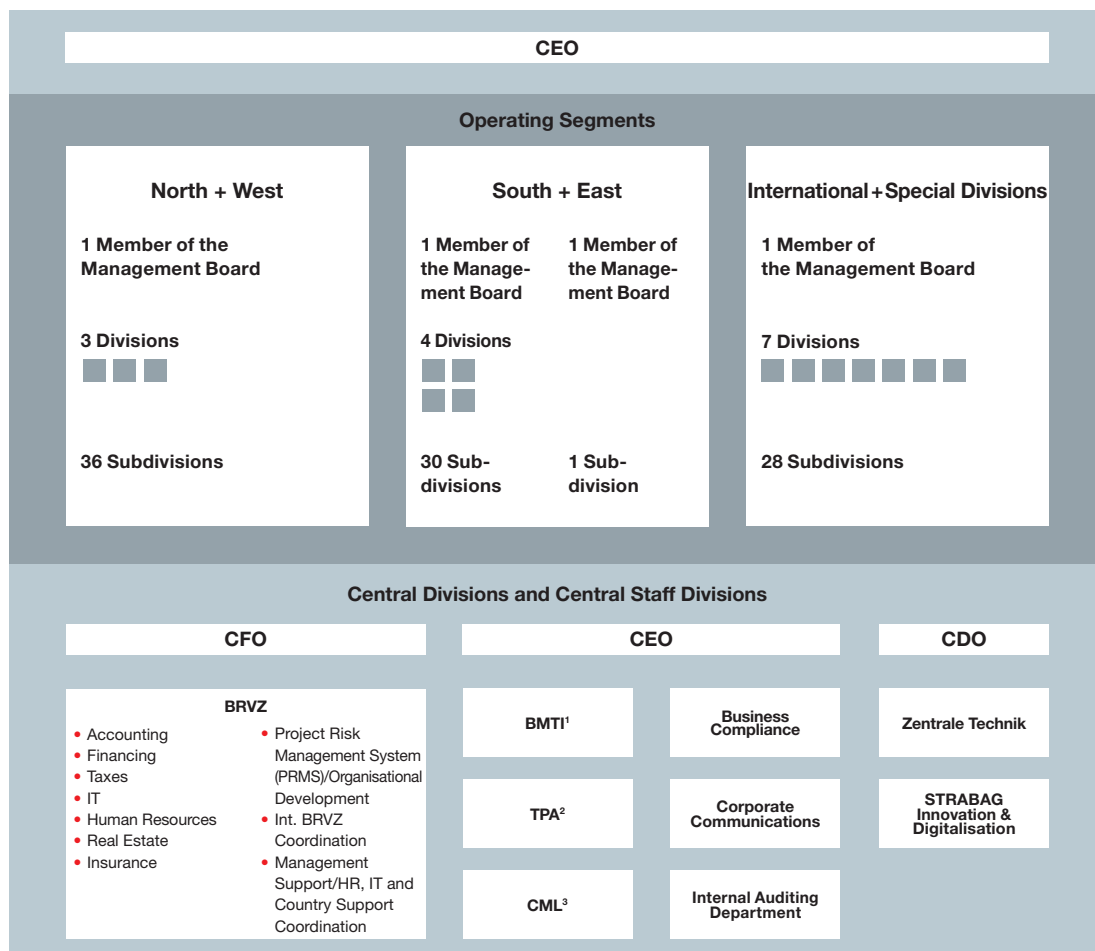 CEO
Operating Segments
North + West
1 Member of the
Management Board
3 Divisions
36 Subdivisions
South + East
1 Member of
the Manage-
ment Board
4 Divisions
30 Sub-
divisions
1 Member of
the Manage-
ment Board
1 Sub-
division
International+Special Divisions
1 Member of
the Management Board
7 Divisions
28 Subdivisions
Central Divisions and Central Staff Divisions
CFO
BRVZ
• Accounting
• Financing
• Taxes
• IT
• Human Resources
• Real Estate
• Insurance
• Project Risk
Management System
(PRMS)/Organisational
Development
• Int. BRVZ
Coordination
• Management
Support/HR, IT and
Country Support
Coordination
CEO
BMTI¹
TPA²
CML³
Business
Compliance
Corporate
Communications
Internal Auditing
Department
CDO
Zentrale Technik
STRABAG
Innovation &
Digitalisation